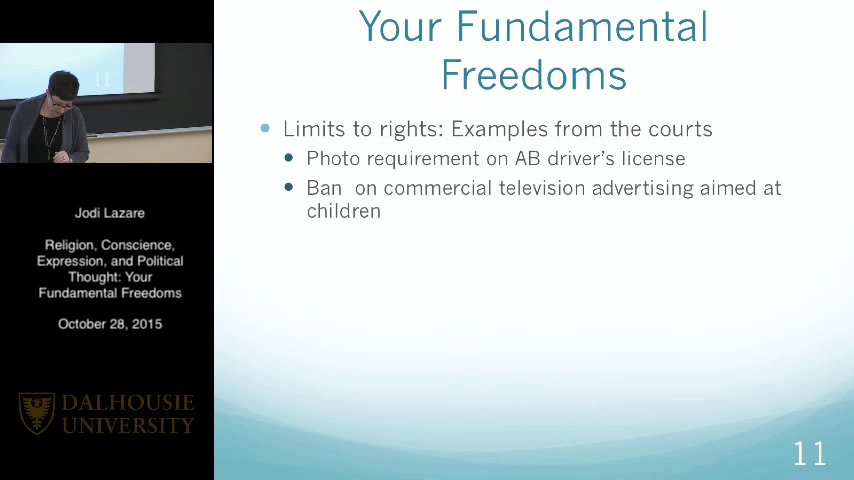 Your Fundamental
Freedoms
Limits to rights: Examples from the courts
Photo requirement on AB driver's license
Ban on commercial television advertising aimed at
children
11
11
Jodi Lazare
Religion, Conscience,
Expression, and Political
Thought: Your
Fundamental Freedoms
October 28, 2015
DALHOUSIE
UNIVERSITY